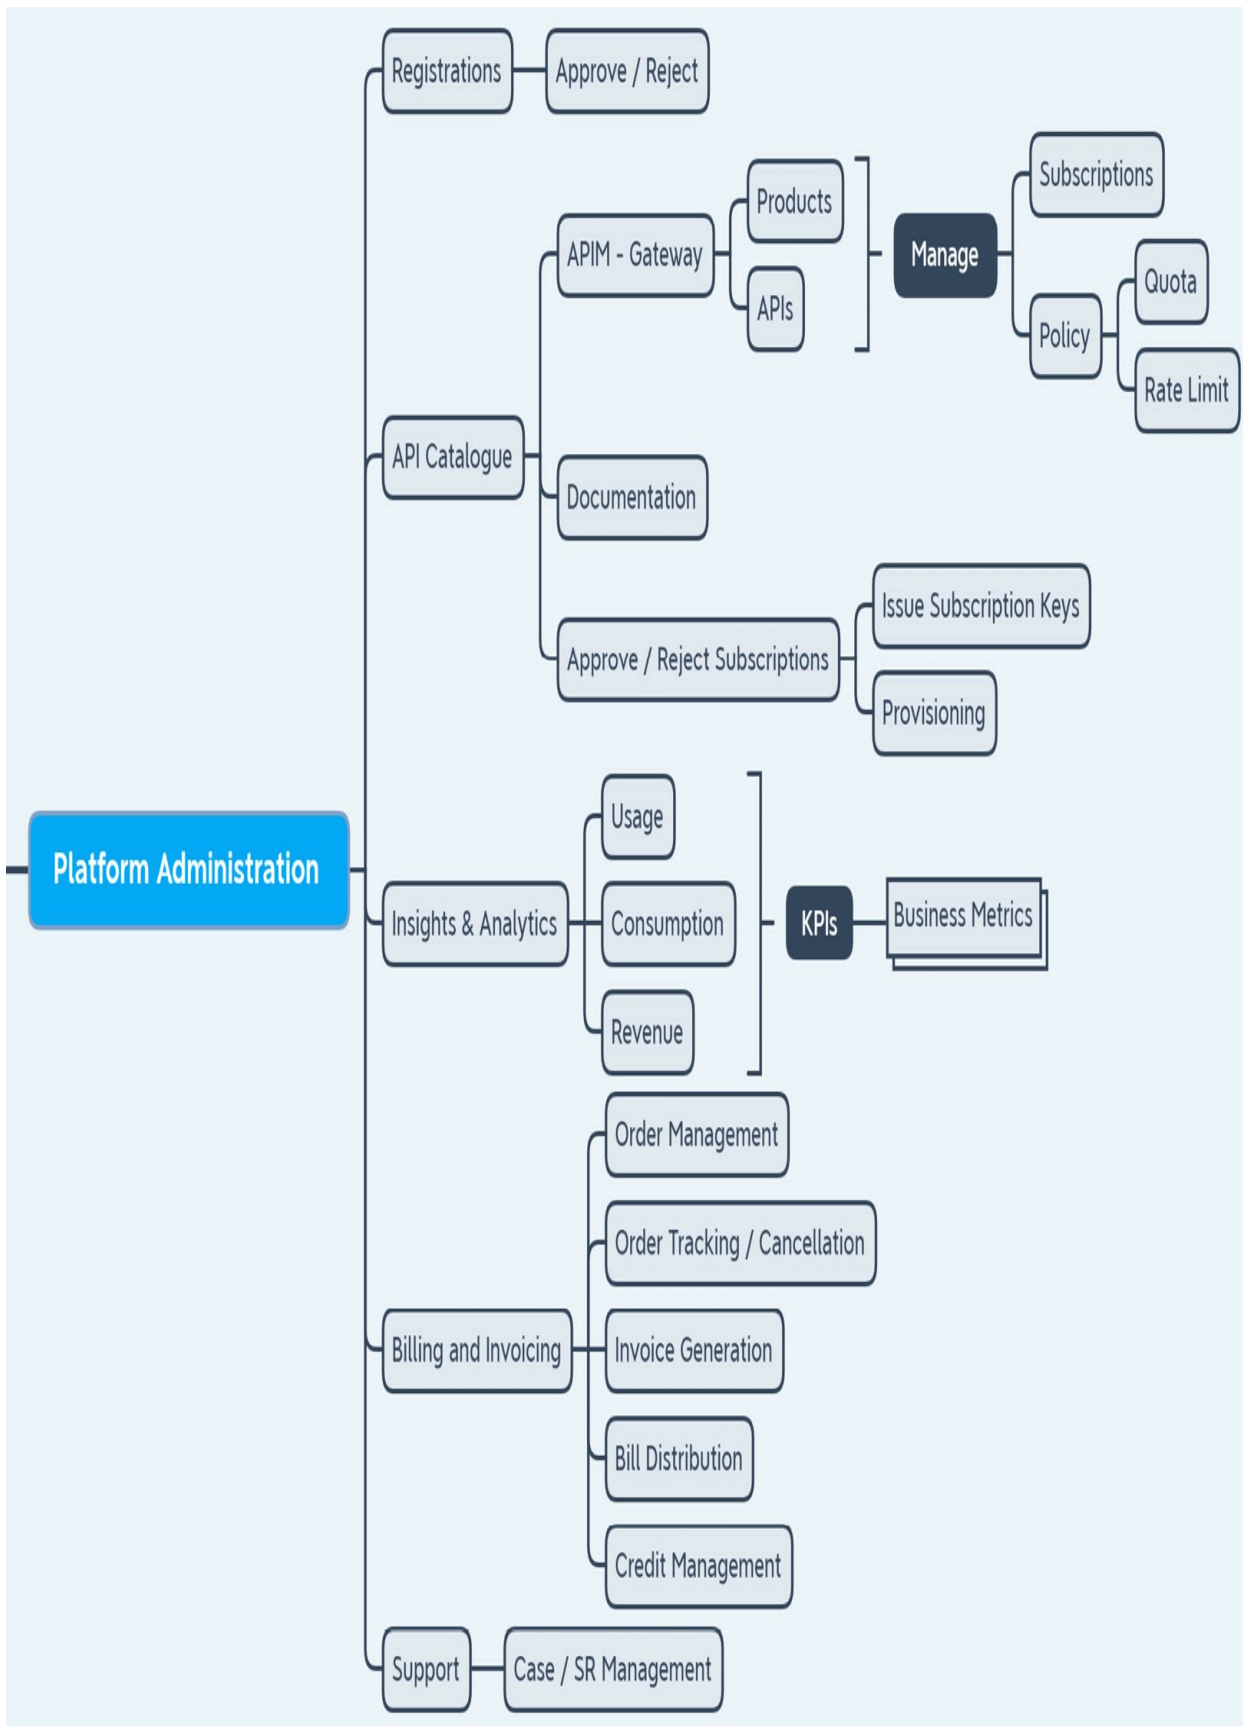 Registrations
Approve / Reject
Subscriptions
Products
APIM - Gateway
Manage
Quota
APIs
Policy
Rate Limit
API Catalogue
Documentation
Issue Subscription Keys
Approve / Reject Subscriptions
Provisioning
Usage
Platform Administration
Insights & Analytics
Consumption
KPIs
Business Metrics
Revenue
Order Management
Order Tracking / Cancellation
Billing and Invoicing
Invoice Generation
Bill Distribution
Credit Management
Support
Case / SR Management